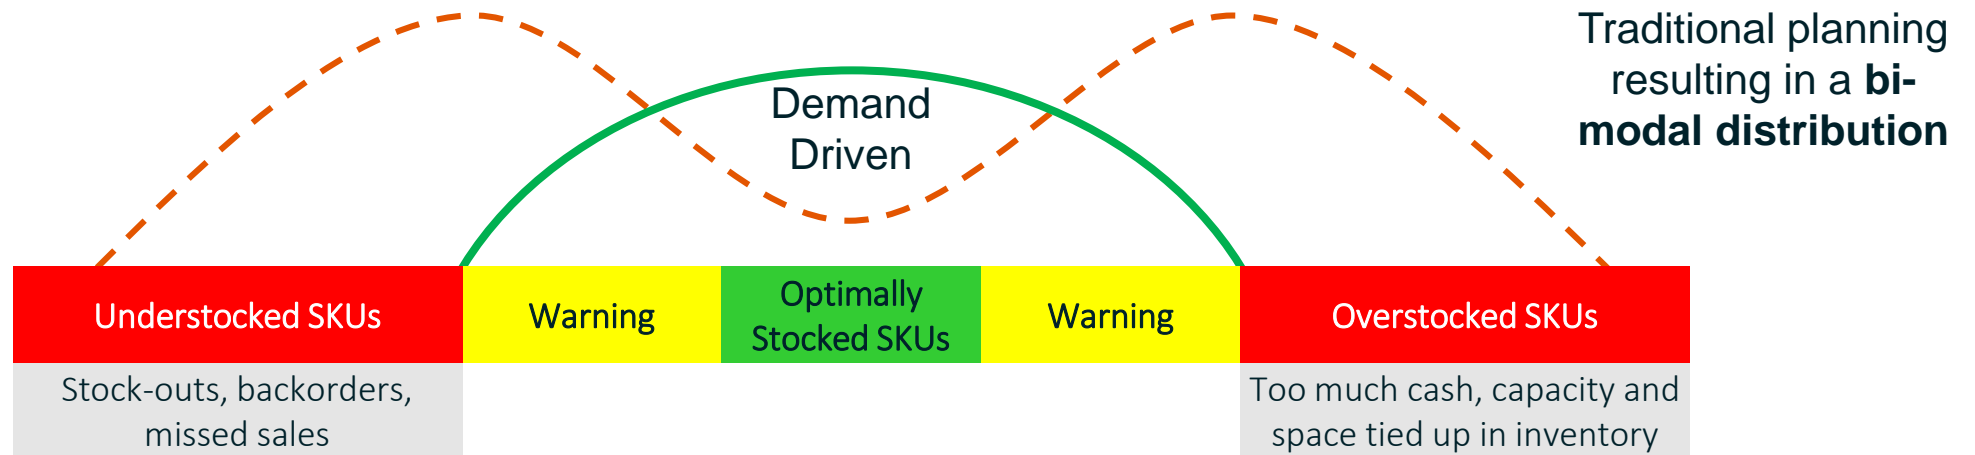 Traditional planning
resulting in a bi-
modal distribution
Demand
Driven
Understocked SKUs
Warning
Optimally
Stocked SKUs
Warning
Overstocked SKUs
Stock-outs, backorders,
missed sales
Too much cash, capacity and
space tied up in inventory